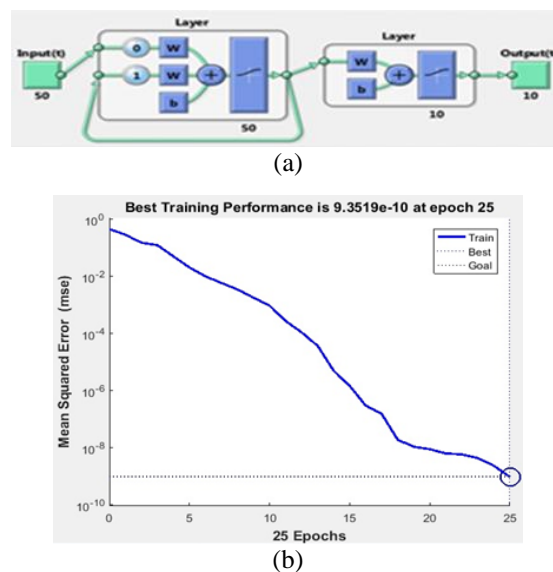 Layer
Layer
Input(t)
Output(t)
0
W
1
W
b
W
b
50
50
10
10
(a)
Best Training Performance is 9.3519e-10 at epoch 25
Mean Squared Error (mse)
10^0
10^-2
10^-4
10^-6
10^-8
10^-10
Train
Best
Goal
0
5
10
15
20
25
25 Epochs
(b)